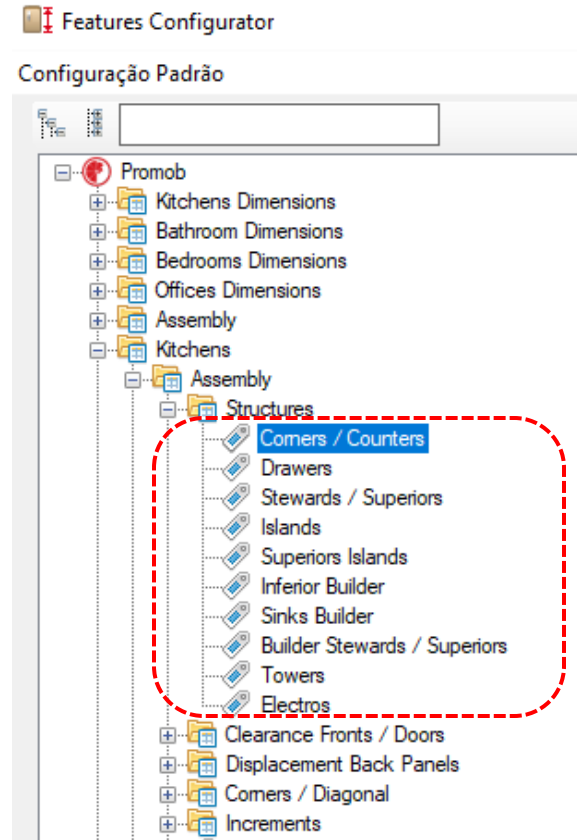 Features Configurator
Configuração Padrão
Promob
Kitchens Dimensions
Bathroom Dimensions
Bedrooms Dimensions
Offices Dimensions
Assembly
Kitchens
Assembly
Structures
Corners / Counters
Drawers
Stewards / Superiors
Islands
Superiors Islands
Inferior Builder
Sinks Builder
Builder Stewards / Superiors
Towers
Electros
Clearance Fronts / Doors
Displacement Back Panels
Corners / Diagonal
Increments